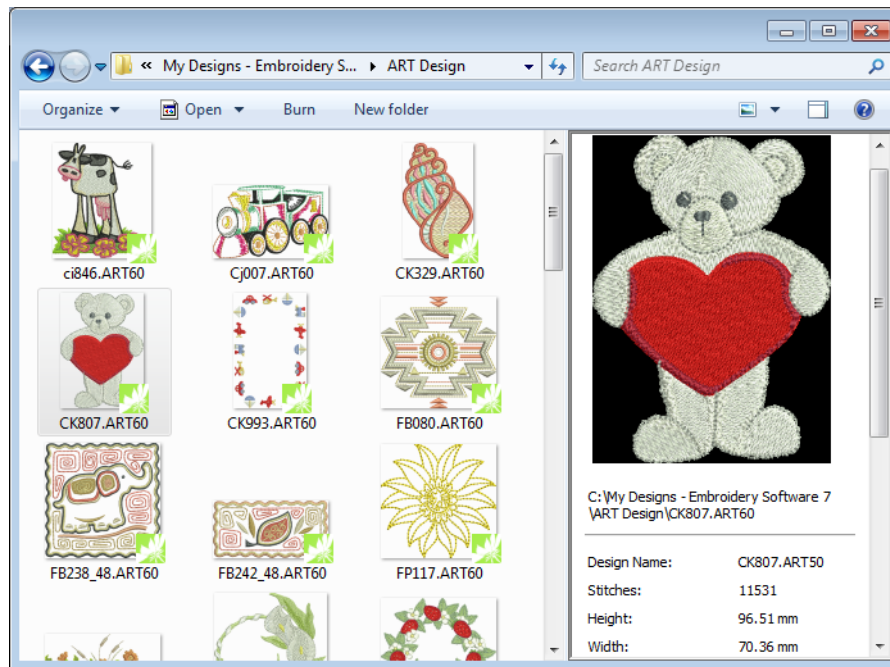 « My Designs - Embroidery S... ▸ ART Design
Search ART Design
Organize Open Burn New folder
ci846.ART60 Cj007.ART60 CK329.ART60
CK807.ART60 CK993.ART60 FB080.ART60
FB238_48.ART60 FB242_48.ART60 FP117.ART60
C:\My Designs - Embroidery Software 7
\ART Design\CK807.ART60
Design Name: CK807.ART50
Stitches: 11531
Height: 96.51 mm
Width: 70.36 mm